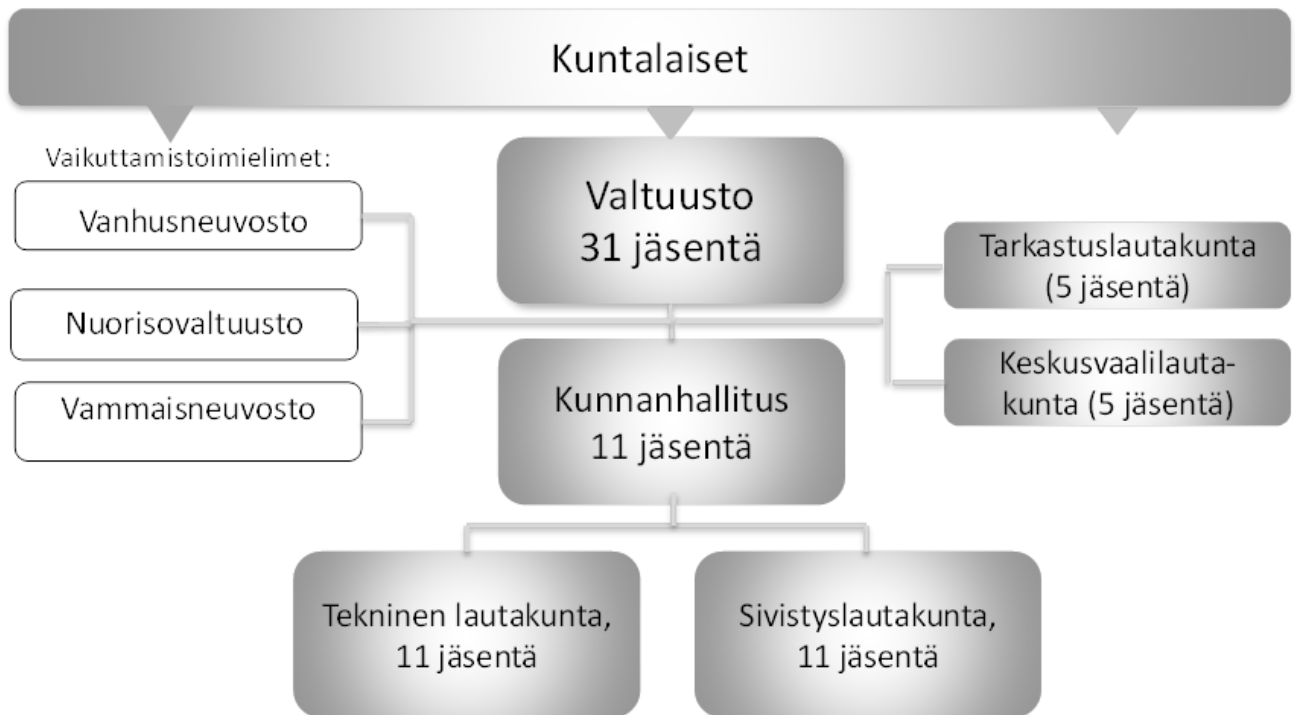 Kuntalaiset
Vaikuttamistoimielimet:
Vanhusneuvosto
Nuorisovaltuusto
Vammaisneuvosto
Valtuusto
31 jäsentä
Kunnanhallitus
11 jäsentä
Tarkastuslautakunta
(5 jäsentä)
Keskusvaalilauta-
kunta (5 jäsentä)
Tekninen lautakunta,
11 jäsentä
Sivistyslautakunta,
11 jäsentä